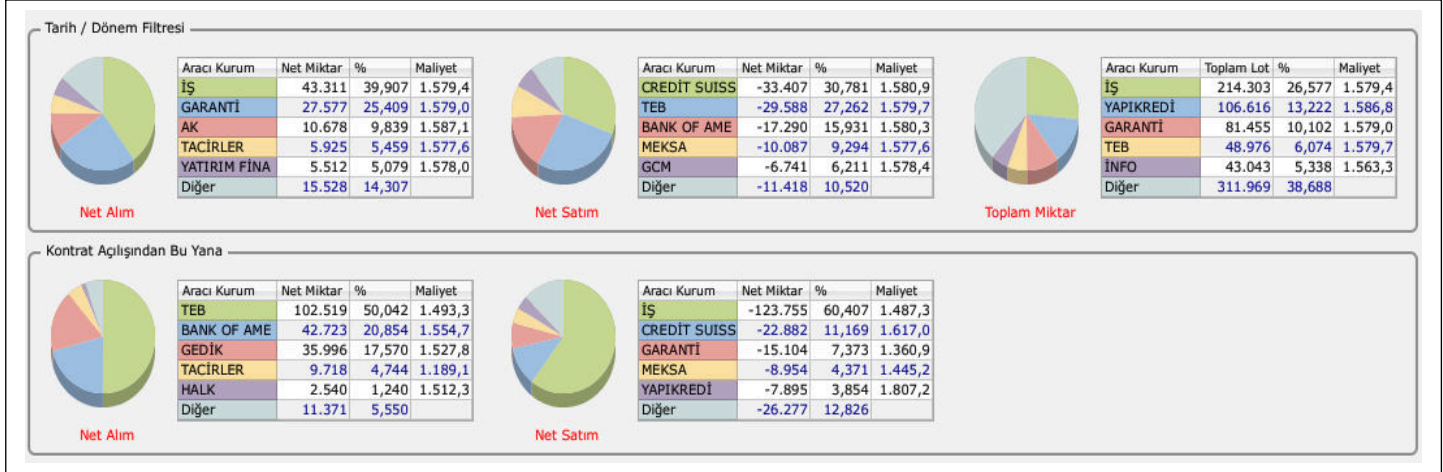 Tarih / Dönem Filtresi
Aracı Kurum Net Miktar % Maliyet
İŞ 43.311 39,907 1.579,4
GARANTİ 27.577 25,409 1.579,0
AK 10.678 9,839 1.587,1
TACİRLER 5.925 5,459 1.577,6
YATIRIM FİNA 5.512 5,079 1.578,0
Diğer 15.528 14,307
Net Alım
Aracı Kurum Net Miktar % Maliyet
CREDİT SUISS -33.407 30,781 1.580,9
TEB -29.588 27,262 1.579,7
BANK OF AME -17.290 15,931 1.580,3
MEKSA -10.087 9,294 1.577,6
GCM -6.741 6,211 1.578,4
Diğer -11.418 10,520
Net Satım
Aracı Kurum Toplam Lot % Maliyet
İŞ 214.303 26,577 1.579,4
YAPIKREDİ 106.616 13,222 1.586,8
GARANTİ 81.455 10,102 1.579,0
TEB 48.976 6,074 1.579,7
İNFO 43.043 5,338 1.563,3
Diğer 311.969 38,688
Toplam Miktar
Kontrat Açılışından Bu Yana
Aracı Kurum Net Miktar % Maliyet
TEB 102.519 50,042 1.493,3
BANK OF AME 42.723 20,854 1.554,7
GEDİK 35.996 17,570 1.527,8
TACİRLER 9.718 4,744 1.189,1
HALK 2.540 1,240 1.512,3
Diğer 11.371 5,550
Net Alım
Aracı Kurum Net Miktar % Maliyet
İŞ -123.755 60,407 1.487,3
CREDİT SUISS -22.882 11,169 1.617,0
GARANTİ -15.104 7,373 1.360,9
MEKSA -8.954 4,371 1.445,2
YAPIKREDİ -7.895 3,854 1.807,2
Diğer -26.277 12,826
Net Satım